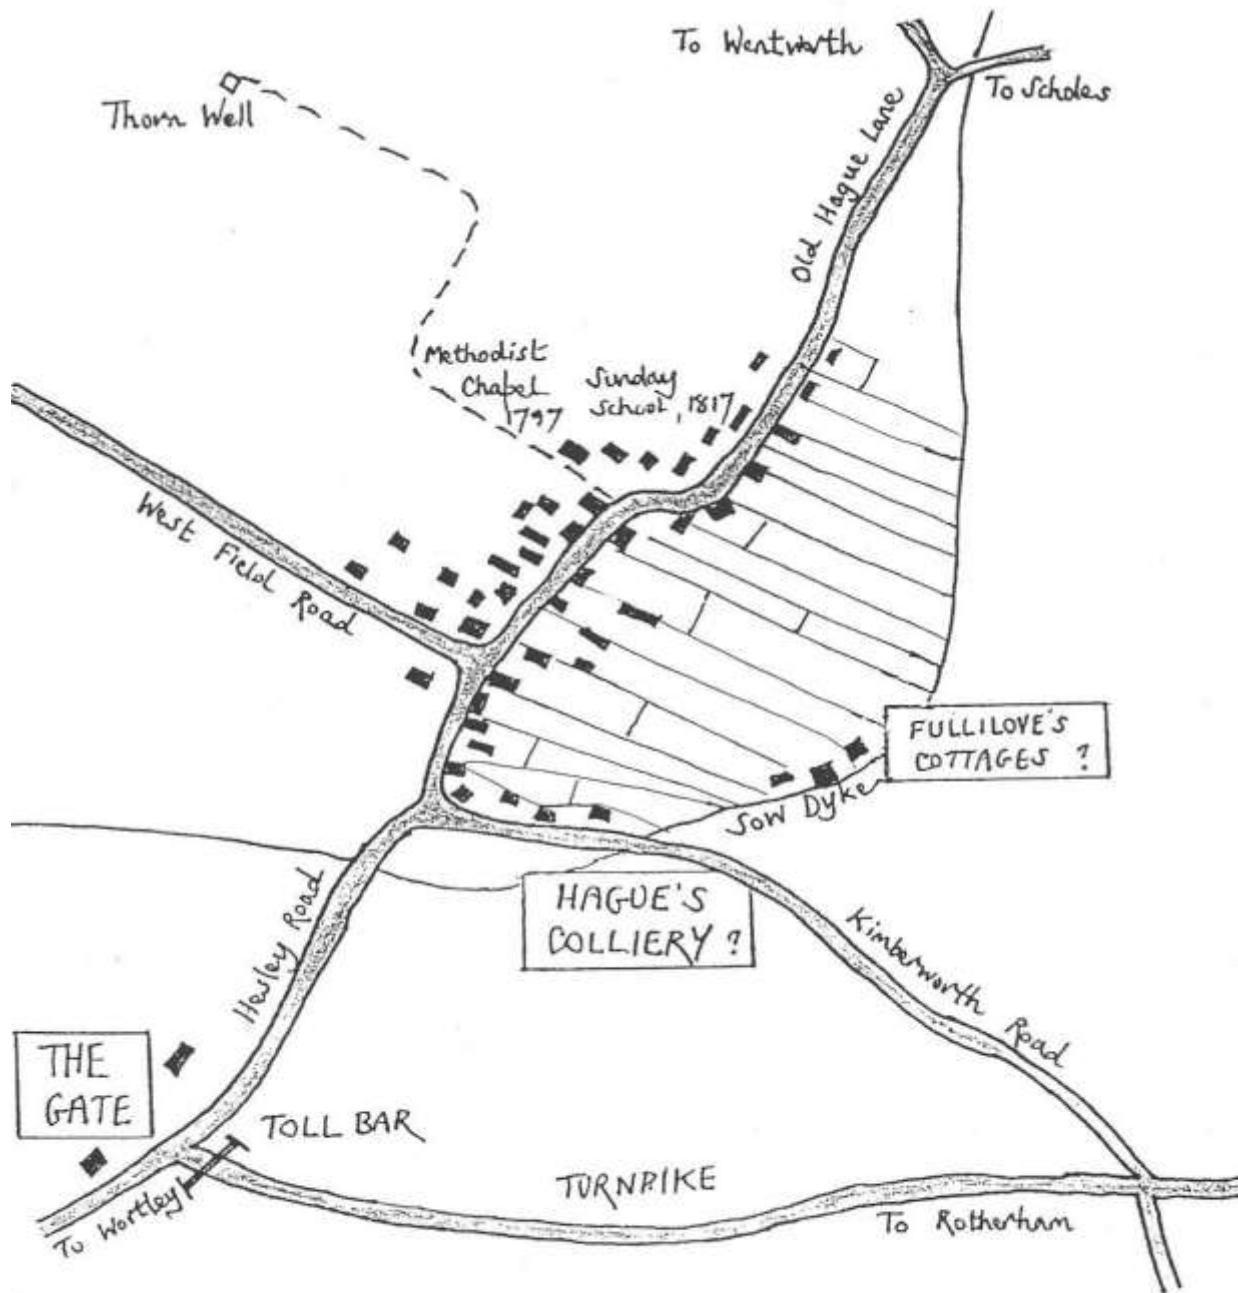 To Wentworth
To Scholes
Thorn Well
Old Hague Lane
Methodist
Chapel
1797
Sunday
School, 1817
West Field Road
FULLILOVE'S
COTTAGES ?
Sow Dyke
HAGUE'S
COLLIERY ?
Hesley Road
Kimberworth Road
THE
GATE
TOLL BAR
TURNPIKE
To Wortley
To Rotherham